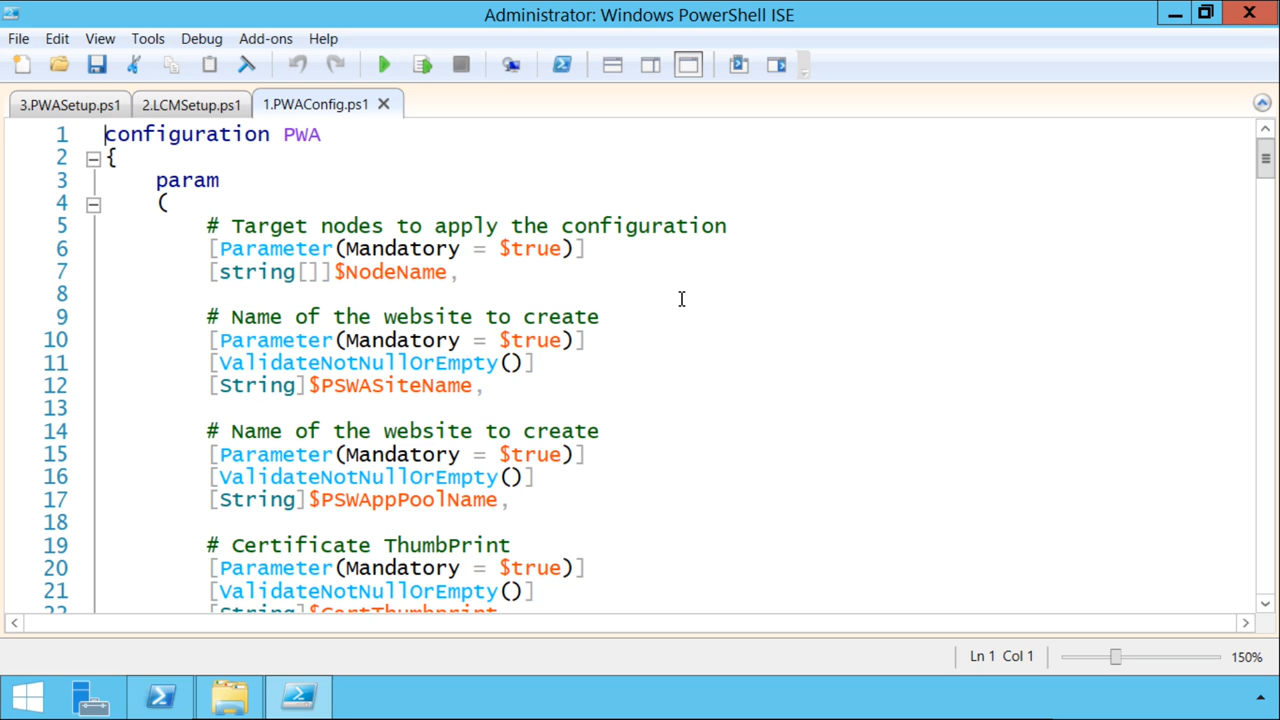 Administrator: Windows PowerShell ISE
File Edit View Tools Debug Add-ons Help
3.PWASetup.ps1 2.LCMSetup.ps1 1.PWAConfig.ps1
1 configuration PWA
2 {
3 param
4 (
5 # Target nodes to apply the configuration
6 [Parameter(Mandatory = $true)]
7 [string[]]$NodeName,
8
9 # Name of the website to create
10 [Parameter(Mandatory = $true)]
11 [ValidateNotNullOrEmpty()]
12 [String]$PSWASiteName,
13
14 # Name of the website to create
15 [Parameter(Mandatory = $true)]
16 [ValidateNotNullOrEmpty()]
17 [String]$PSWAppPoolName,
18
19 # Certificate ThumbPrint
20 [Parameter(Mandatory = $true)]
21 [ValidateNotNullOrEmpty()]
22 [String]$CertThumbprint
Ln 1 Col 1 150%